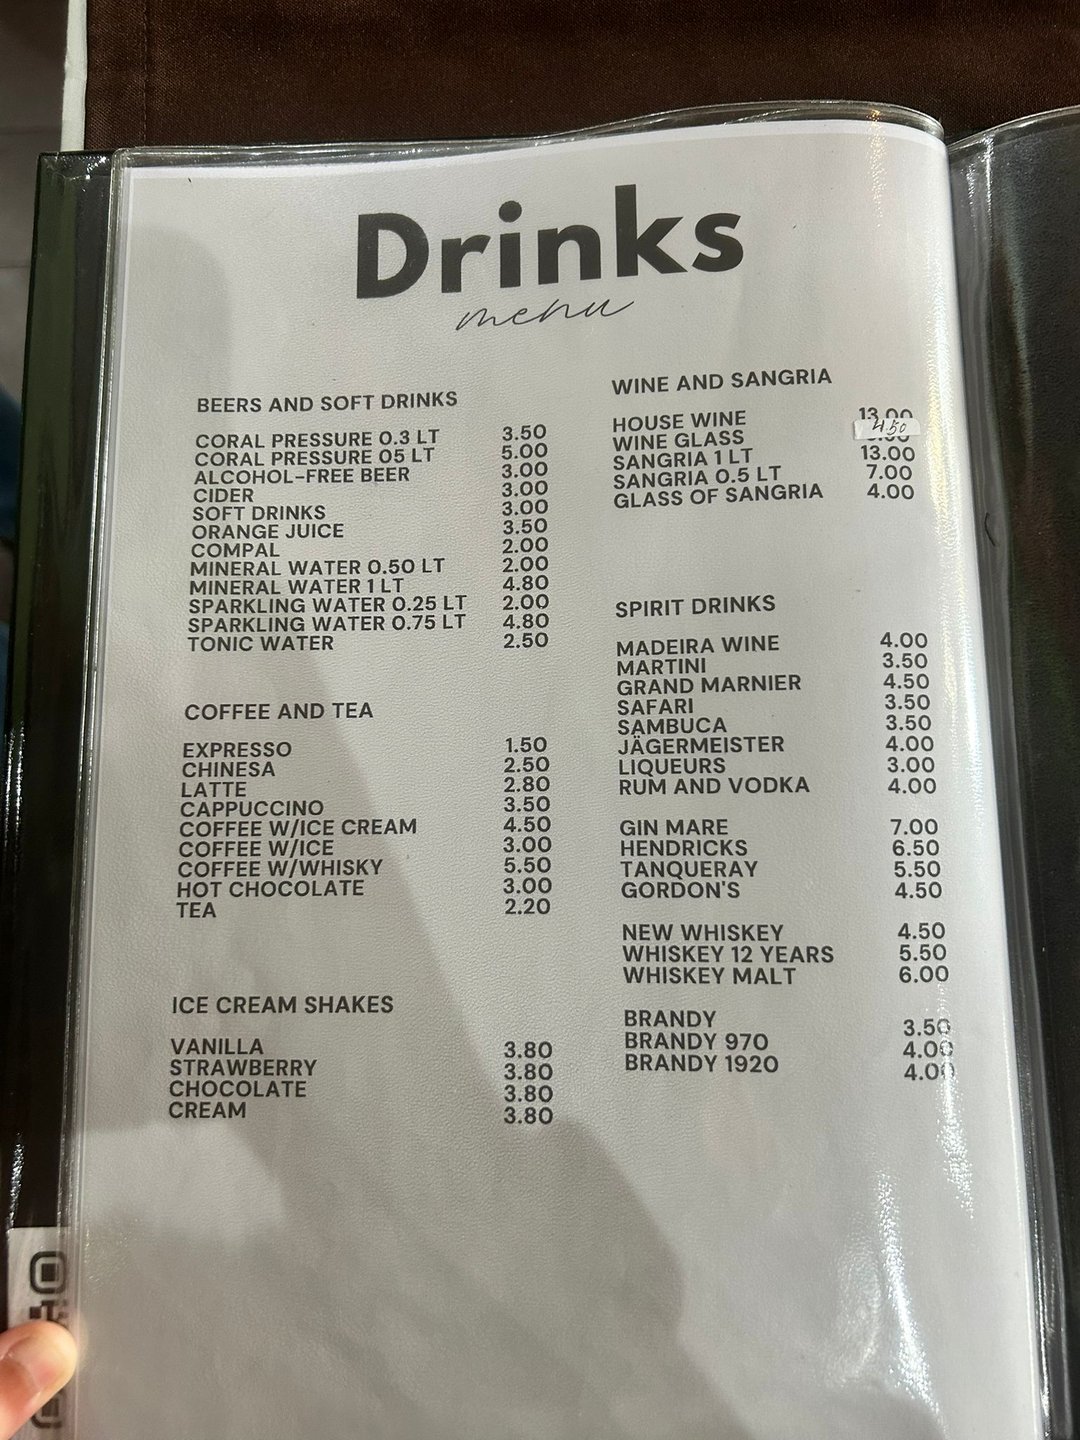 Drinks
menu
BEERS AND SOFT DRINKS
CORAL PRESSURE 0.3 LT 3.50
CORAL PRESSURE 05 LT 5.00
ALCOHOL-FREE BEER 3.00
CIDER 3.00
SOFT DRINKS 3.00
ORANGE JUICE 3.50
COMPAL 2.00
MINERAL WATER 0.50 LT 2.00
MINERAL WATER 1 LT 4.80
SPARKLING WATER 0.25 LT 2.00
SPARKLING WATER 0.75 LT 4.80
TONIC WATER 2.50
COFFEE AND TEA
EXPRESSO 1.50
CHINESA 2.50
LATTE 2.80
CAPPUCCINO 3.50
COFFEE W/ICE CREAM 4.50
COFFEE W/ICE 3.00
COFFEE W/WHISKY 5.50
HOT CHOCOLATE 3.00
TEA 2.20
ICE CREAM SHAKES
VANILLA 3.80
STRAWBERRY 3.80
CHOCOLATE 3.80
CREAM 3.80
WINE AND SANGRIA
HOUSE WINE 13.00
WINE GLASS 4.50
SANGRIA 1 LT 13.00
SANGRIA 0.5 LT 7.00
GLASS OF SANGRIA 4.00
SPIRIT DRINKS
MADEIRA WINE 4.00
MARTINI 3.50
GRAND MARNIER 4.50
SAFARI 3.50
SAMBUCA 3.50
JÄGERMEISTER 4.00
LIQUEURS 3.00
RUM AND VODKA 4.00
GIN MARE 7.00
HENDRICKS 6.50
TANQUERAY 5.50
GORDON'S 4.50
NEW WHISKEY 4.50
WHISKEY 12 YEARS 5.50
WHISKEY MALT 6.00
BRANDY 3.50
BRANDY 970 4.00
BRANDY 1920 4.00